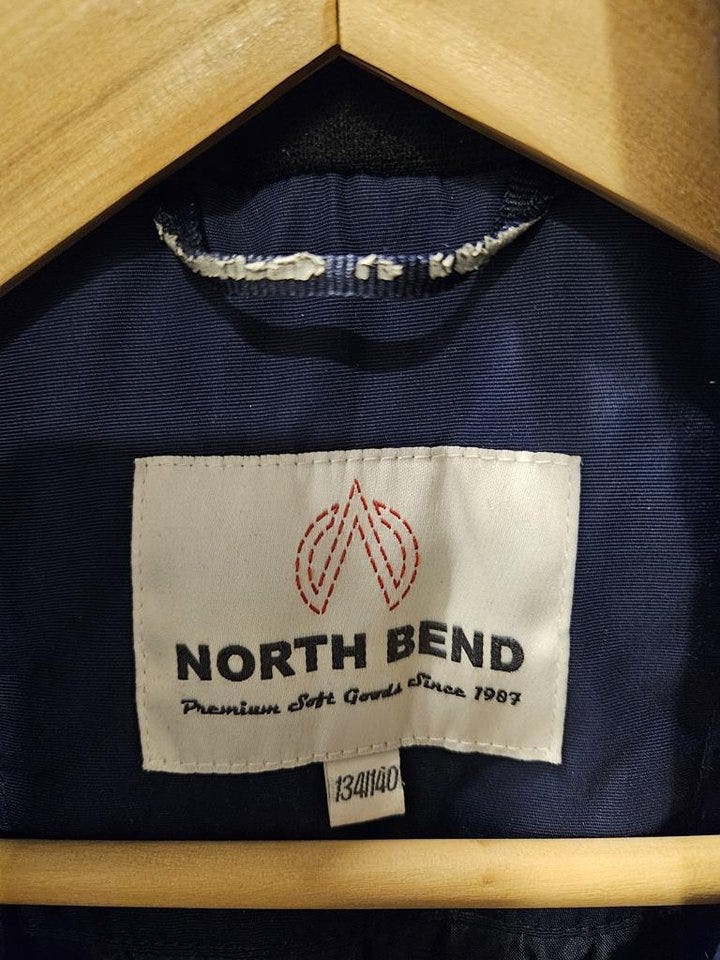 NORTH BEND
Premium Soft Goods Since 1987
134/140